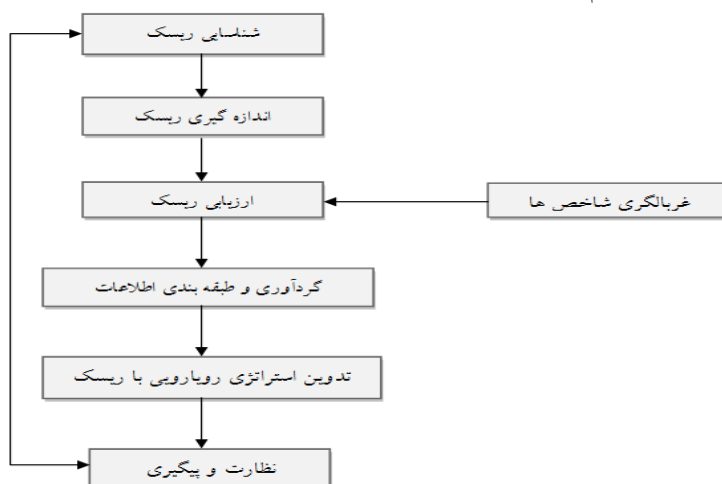 شناسایی ریسک
اندازه گیری ریسک
ارزیابی ریسک
غربالگری شاخص ها
گردآوری و طبقه بندی اطلاعات
تدوین استراتژی رویارویی با ریسک
نظارت و پیگیری